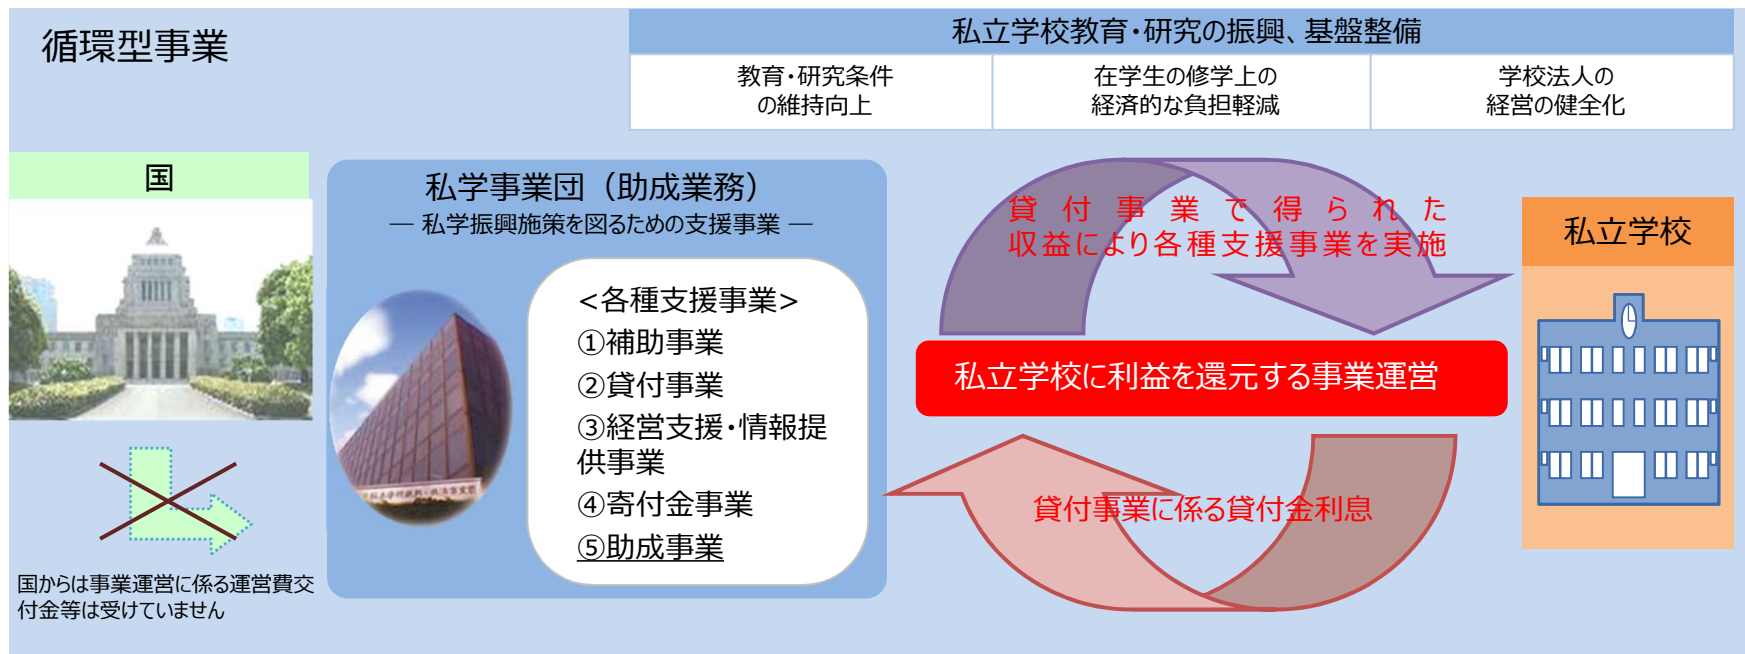 循環型事業
私立学校教育・研究の振興、基盤整備
教育・研究条件
の維持向上
在学生の修学上の
経済的な負担軽減
学校法人の
経営の健全化
国
国からは事業運営に係る運営費交
付金等は受けていません
私学事業団（助成業務）
― 私学振興施策を図るための支援事業 ―
<各種支援事業>
①補助事業
②貸付事業
③経営支援・情報提
供事業
④寄付金事業
⑤助成事業
貸付事業で得られた
収益により各種支援事業を実施
私立学校に利益を還元する事業運営
貸付事業に係る貸付金利息
私立学校